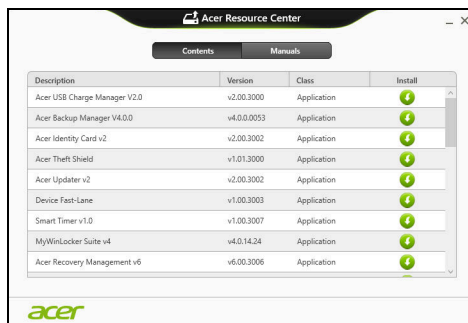 Acer Resource Center
Contents Manuals
Description Version Class Install
Acer USB Charge Manager V2.0 v2.00.3000 Application
Acer Backup Manager V4.0.0 v4.0.0.0053 Application
Acer Identity Card v2 v2.00.3002 Application
Acer Theft Shield v1.01.3000 Application
Acer Updater v2 v2.00.3002 Application
Device Fast-Lane v1.00.3003 Application
Smart Timer v1.0 v1.00.3007 Application
MyWinLocker Suite v4 v4.0.14.24 Application
Acer Recovery Management v6 v6.00.3006 Application
acer